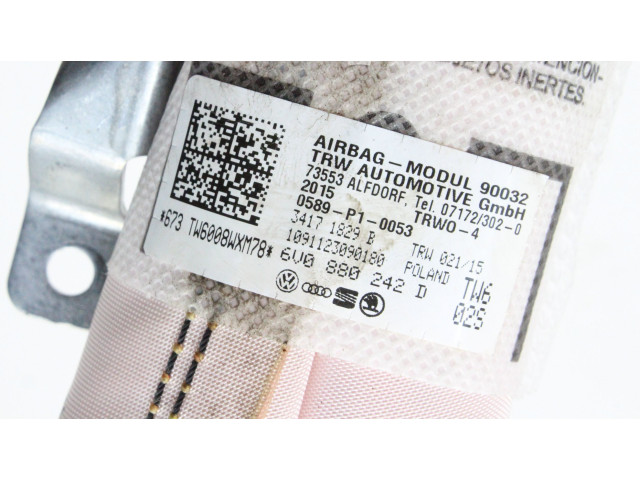 INERTES.
AIRBAG-MODUL 90032
TRW AUTOMOTIVE GmbH
73553 ALFDORF, Tel. 07172/302-0
2015 TRWO-4
0589-P1-0053
3417 1829 B TRW 021/15
1091123090180 POLAND
*673 TW6008WXM78* 6V0 880 242 D TW6
02S